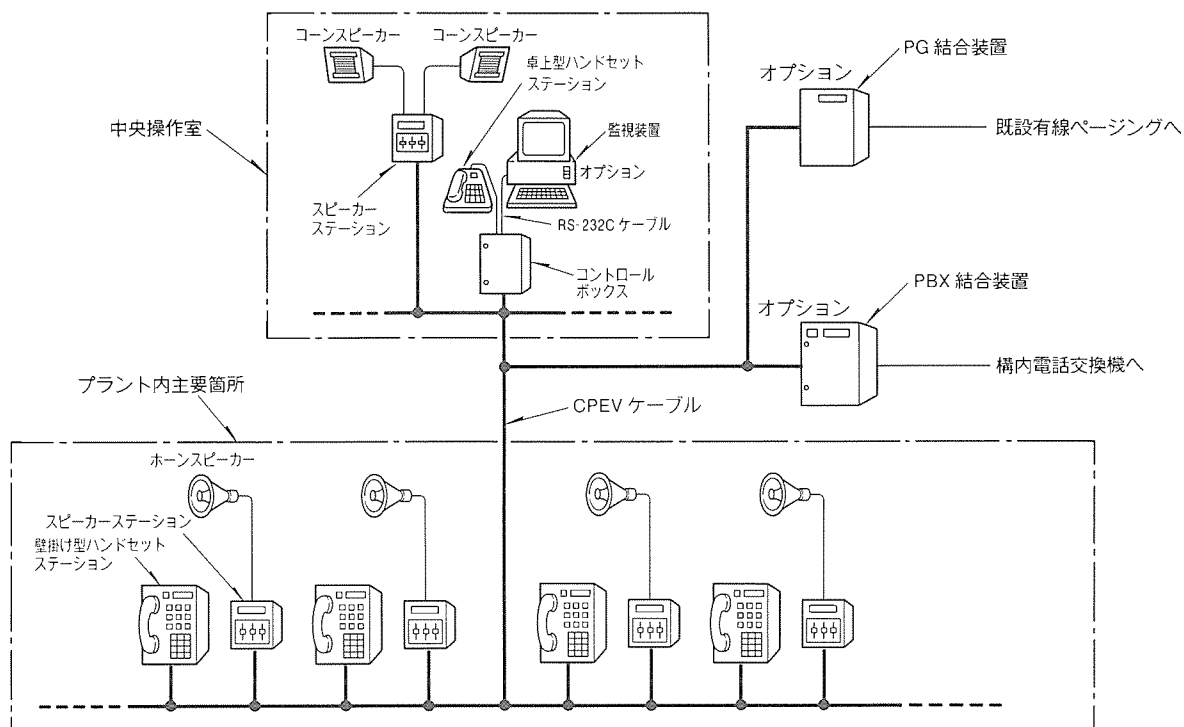 コーンスピーカー
コーンスピーカー
卓上型ハンドセット
ステーション
PG 結合装置
オプション
中央操作室
監視装置
既設有線ページングへ
オプション
スピーカー
ステーション
RS-232C ケーブル
コントロール
ボックス
PBX 結合装置
オプション
構内電話交換機へ
プラント内主要箇所
CPEV ケーブル
ホーンスピーカー
スピーカーステーション
壁掛け型ハンドセット
ステーション